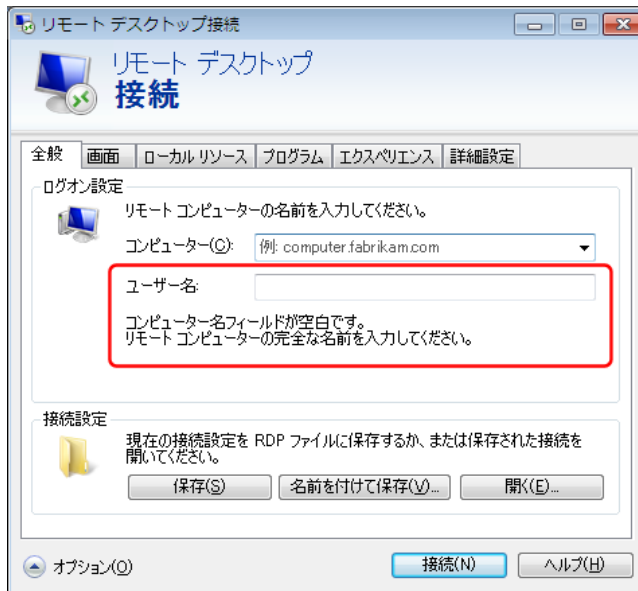 リモート デスクトップ接続
リモート デスクトップ
接続
全般 画面 ローカル リソース プログラム エクスペリエンス 詳細設定
ログオン設定
リモート コンピューターの名前を入力してください。
コンピューター(C): 例: computer.fabrikam.com
ユーザー名:
コンピューター名フィールドが空白です。
リモート コンピューターの完全な名前を入力してください。
接続設定
現在の接続設定を RDP ファイルに保存するか、または保存された接続を
開いてください。
保存(S) 名前を付けて保存(V)... 開く(E)...
オプション(O) 接続(N) ヘルプ(H)